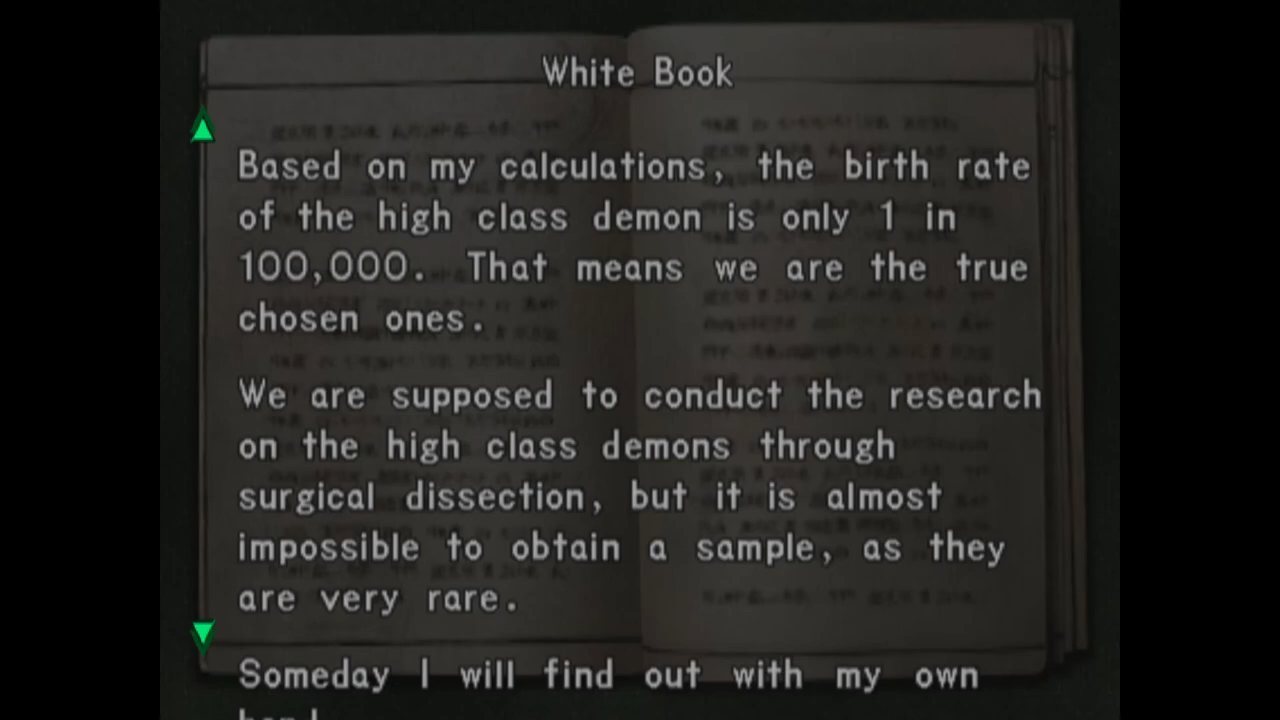 White Book
Based on my calculations, the birth rate
of the high class demon is only 1 in
100,000. That means we are the true
chosen ones.
We are supposed to conduct the research
on the high class demons through
surgical dissection, but it is almost
impossible to obtain a sample, as they
are very rare.
Someday I will find out with my own